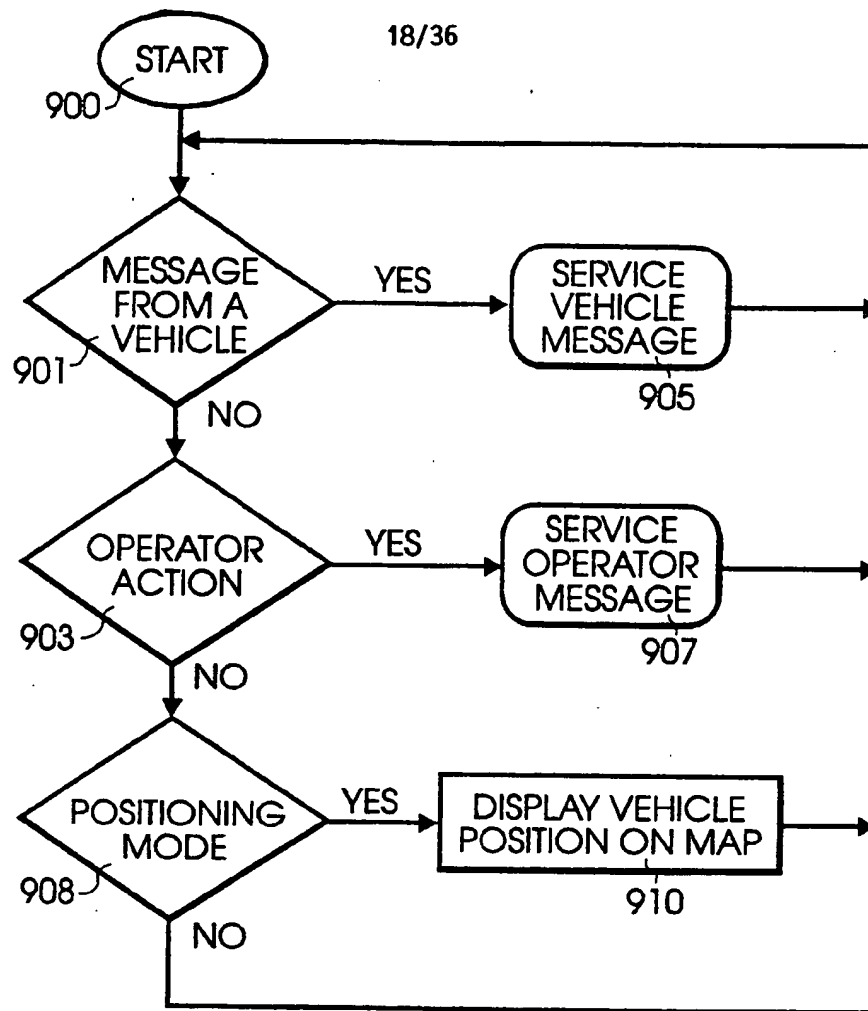 18/36
START
900
MESSAGE
FROM A
VEHICLE
901
YES
SERVICE
VEHICLE
MESSAGE
905
NO
OPERATOR
ACTION
903
YES
SERVICE
OPERATOR
MESSAGE
907
NO
POSITIONING
MODE
908
YES
DISPLAY VEHICLE
POSITION ON MAP
910
NO